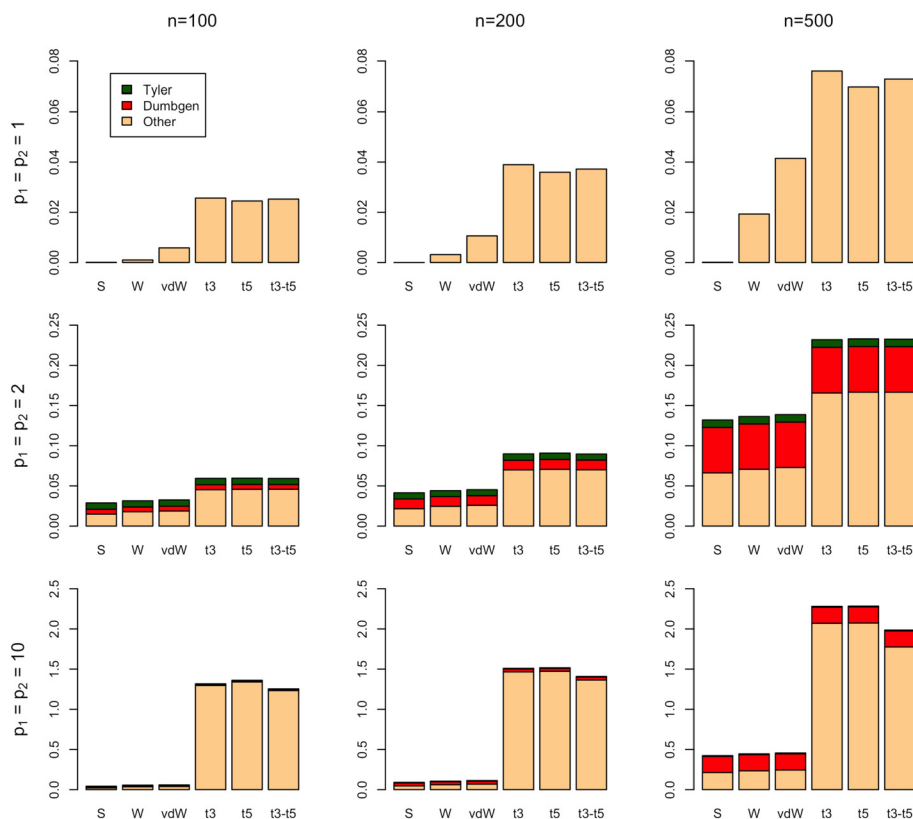 n=100 n=200 n=500
p₁ = p₂ = 1
0.00 0.02 0.04 0.06 0.08
Tyler
Dumbgen
Other
S W vdW t3 t5 t3-t5
0.00 0.02 0.04 0.06 0.08
S W vdW t3 t5 t3-t5
0.00 0.02 0.04 0.06 0.08
S W vdW t3 t5 t3-t5
p₁ = p₂ = 2
0.00 0.05 0.10 0.15 0.20 0.25
S W vdW t3 t5 t3-t5
0.00 0.05 0.10 0.15 0.20 0.25
S W vdW t3 t5 t3-t5
0.00 0.05 0.10 0.15 0.20 0.25
S W vdW t3 t5 t3-t5
p₁ = p₂ = 10
0.0 0.5 1.0 1.5 2.0 2.5
S W vdW t3 t5 t3-t5
0.0 0.5 1.0 1.5 2.0 2.5
S W vdW t3 t5 t3-t5
0.0 0.5 1.0 1.5 2.0 2.5
S W vdW t3 t5 t3-t5